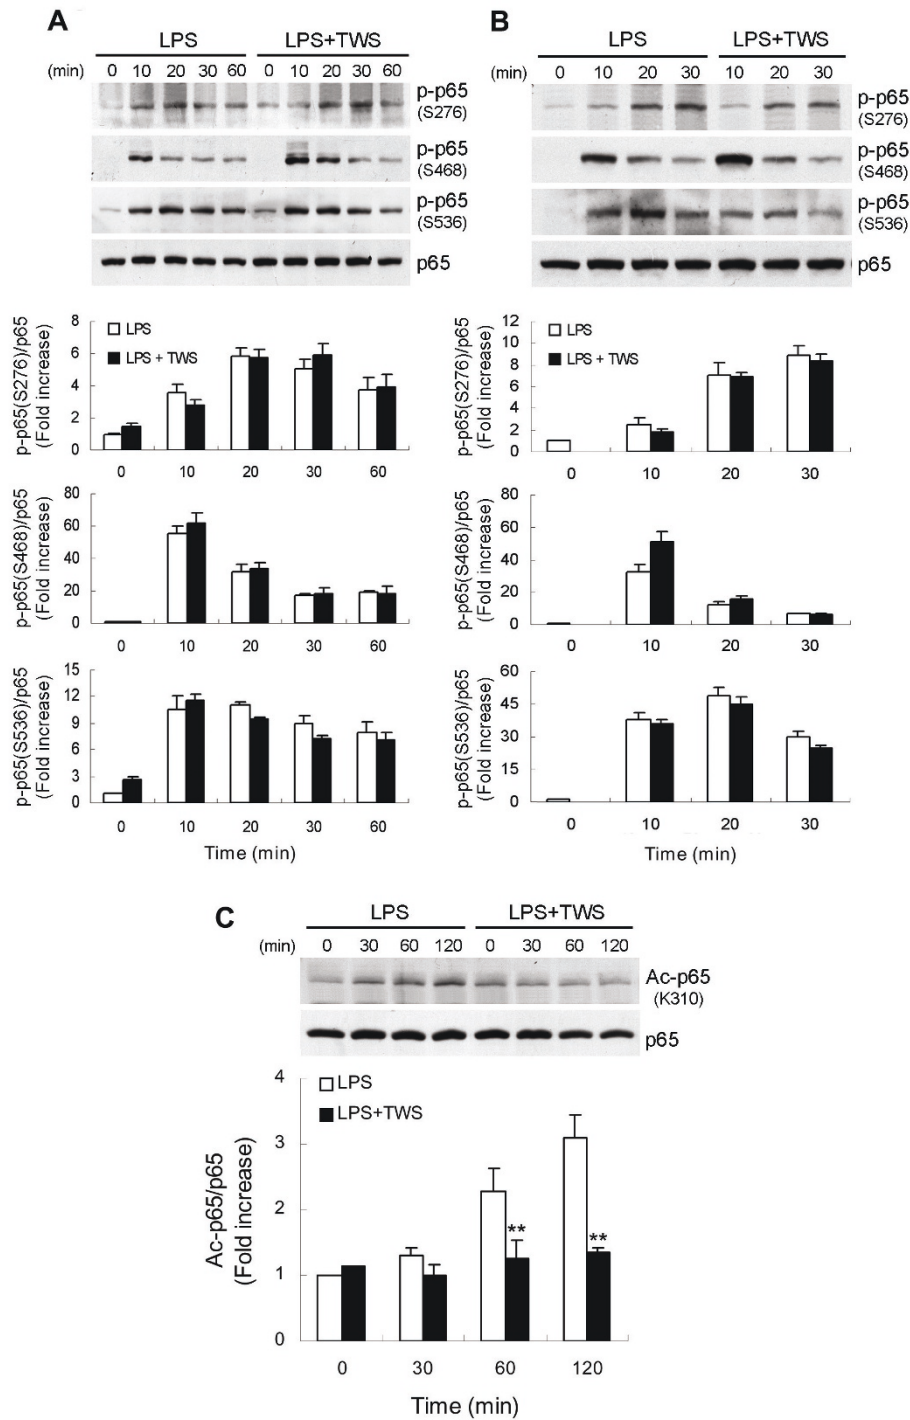 A
LPS LPS+TWS
(min) 0 10 20 30 60 0 10 20 30 60
p-p65
(S276)
p-p65
(S468)
p-p65
(S536)
p65
p-p65(S276)/p65
(Fold increase)
8
6
4
2
0
LPS
LPS + TWS
0 10 20 30 60
p-p65(S468)/p65
(Fold increase)
80
60
40
20
0
0 10 20 30 60
p-p65(S536)/p65
(Fold increase)
15
12
9
6
3
0
0 10 20 30 60
Time (min)
B
LPS LPS+TWS
(min) 0 10 20 30 10 20 30
p-p65
(S276)
p-p65
(S468)
p-p65
(S536)
p65
p-p65(S276)/p65
(Fold increase)
12
10
8
6
4
2
0
LPS
LPS + TWS
0 10 20 30
p-p65(S468)/p65
(Fold increase)
80
60
40
20
0
0 10 20 30
p-p65(S536)/p65
(Fold increase)
60
45
30
15
0
0 10 20 30
Time (min)
C
LPS LPS+TWS
(min) 0 30 60 120 0 30 60 120
Ac-p65
(K310)
p65
Ac-p65/p65
(Fold increase)
4
3
2
1
0
LPS
LPS+TWS
**
**
0 30 60 120
Time (min)